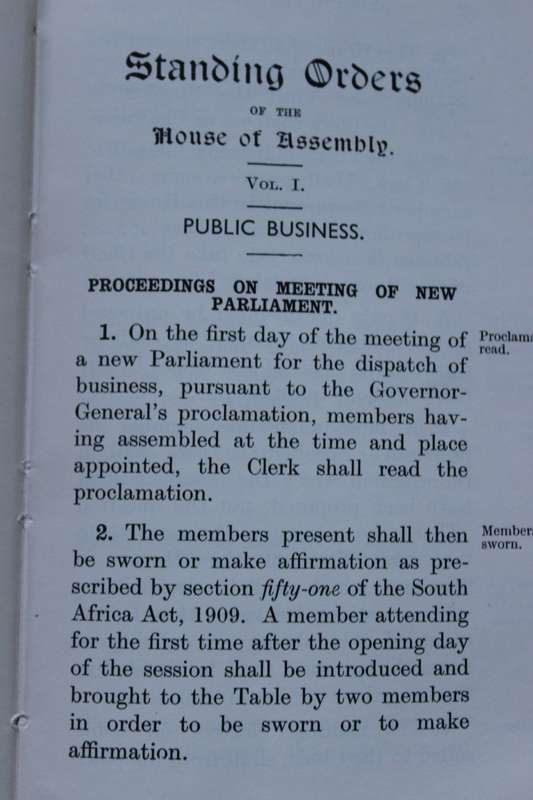 Standing Orders
OF THE
House of Assembly.
VOL. I.
PUBLIC BUSINESS.
PROCEEDINGS ON MEETING OF NEW
PARLIAMENT.
1. On the first day of the meeting of
a new Parliament for the dispatch of
business, pursuant to the Governor-
General's proclamation, members hav-
ing assembled at the time and place
appointed, the Clerk shall read the
proclamation.
Proclama
read.
2. The members present shall then
be sworn or make affirmation as pre-
scribed by section fifty-one of the South
Africa Act, 1909. A member attending
for the first time after the opening day
of the session shall be introduced and
brought to the Table by two members
in order to be sworn or to make
affirmation.
Members
sworn.